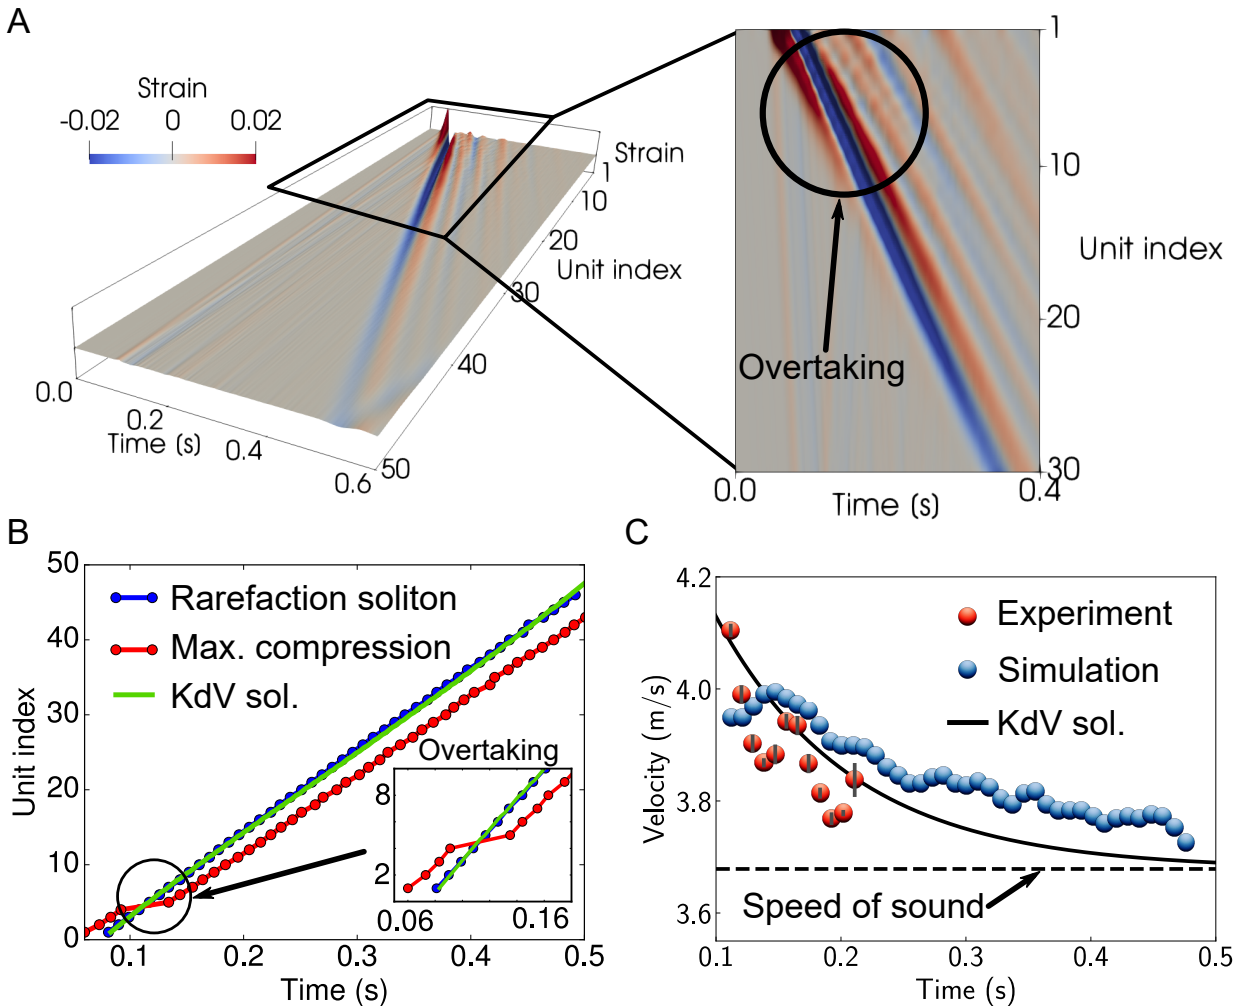 A
Strain
-0.02 0 0.02
Strain
1
10
20
Unit index
30
40
50
0.0
0.2
Time (s)
0.4
0.6
1
10
Unit index
20
30
Overtaking
0.0
0.4
Time (s)
B
50
40
30
20
10
0
Unit index
Rarefaction soliton
Max. compression
KdV sol.
Overtaking
8
2
0.06 0.16
0.1 0.2 0.3 0.4 0.5
Time (s)
C
4.2
4.0
3.8
3.6
Velocity (m/s)
Experiment
Simulation
KdV sol.
Speed of sound
0.1 0.2 0.3 0.4 0.5
Time (s)